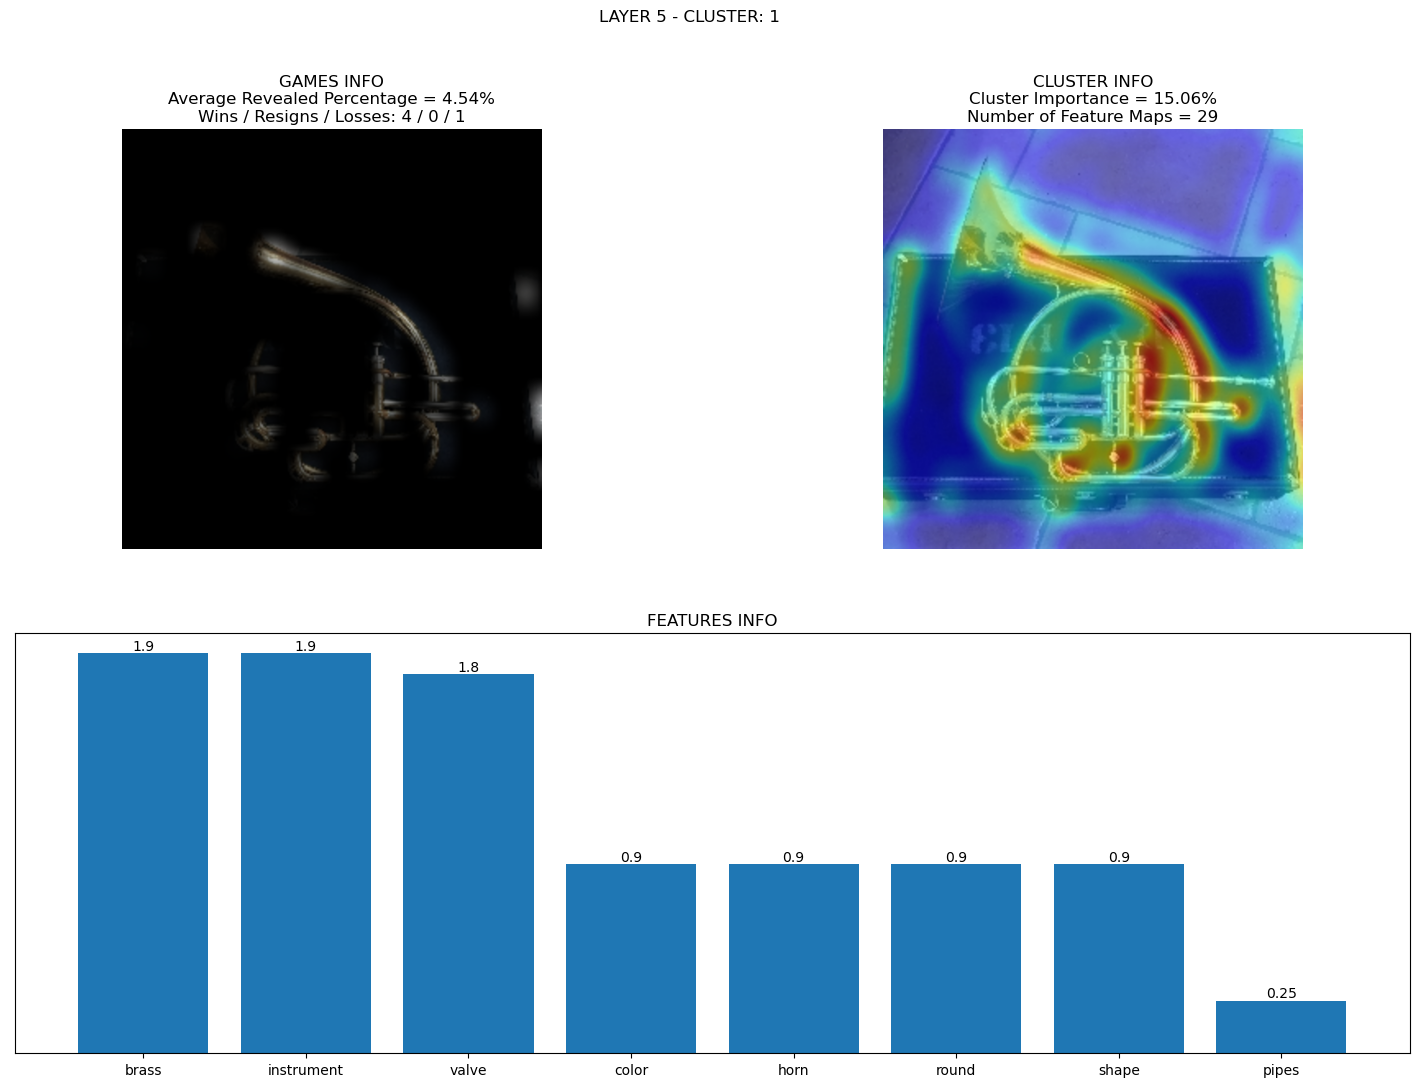 LAYER 5 - CLUSTER: 1
GAMES INFO
Average Revealed Percentage = 4.54%
Wins / Resigns / Losses: 4 / 0 / 1
CLUSTER INFO
Cluster Importance = 15.06%
Number of Feature Maps = 29
FEATURES INFO
1.9
1.9
1.8
0.9
0.9
0.9
0.9
0.25
brass
instrument
valve
color
horn
round
shape
pipes